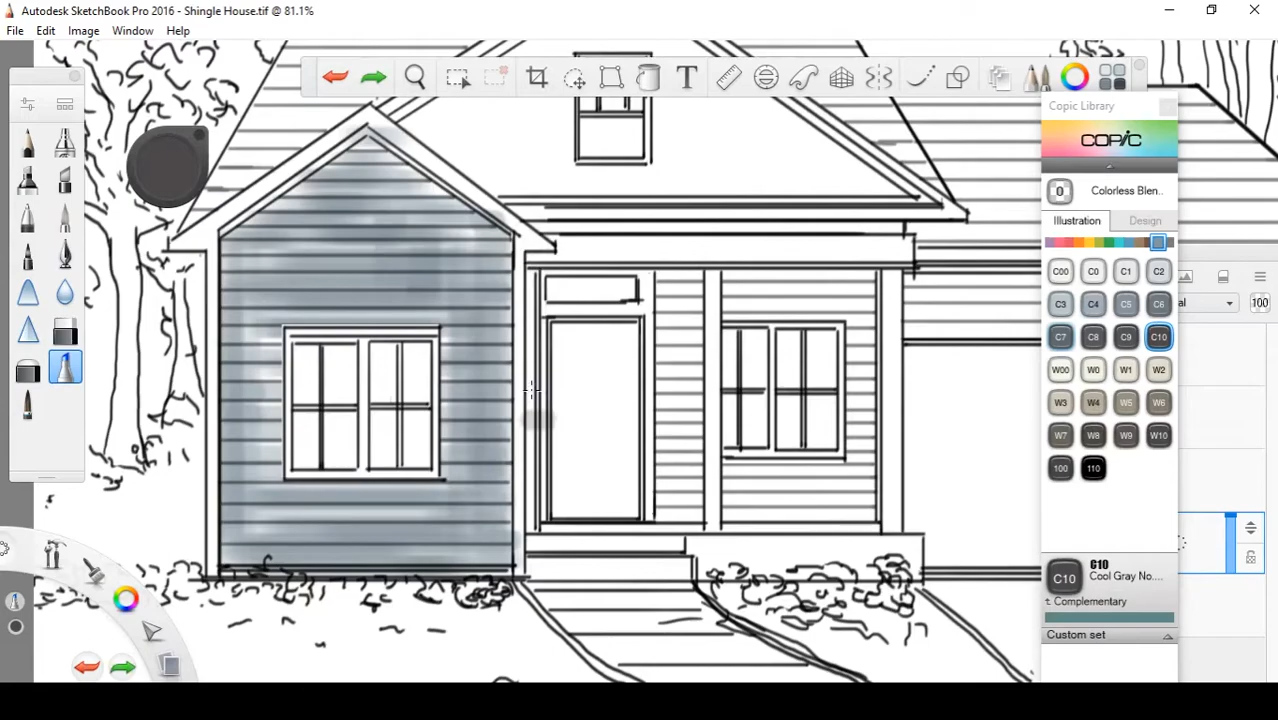 Autodesk SketchBook Pro 2016 - Shingle House.tif @ 81.1%
File Edit Image Window Help
T
Copic Library
COPIC
0 Colorless Blen..
Illustration Design
C00 C0 C1 C2
C3 C4 C5 C6
al 100
C7 C8 C9 C10
W00 W0 W1 W2
W3 W4 W5 W6
W7 W8 W9 W10
100 110
C10 C10
Cool Gray No....
Complementary
Custom set